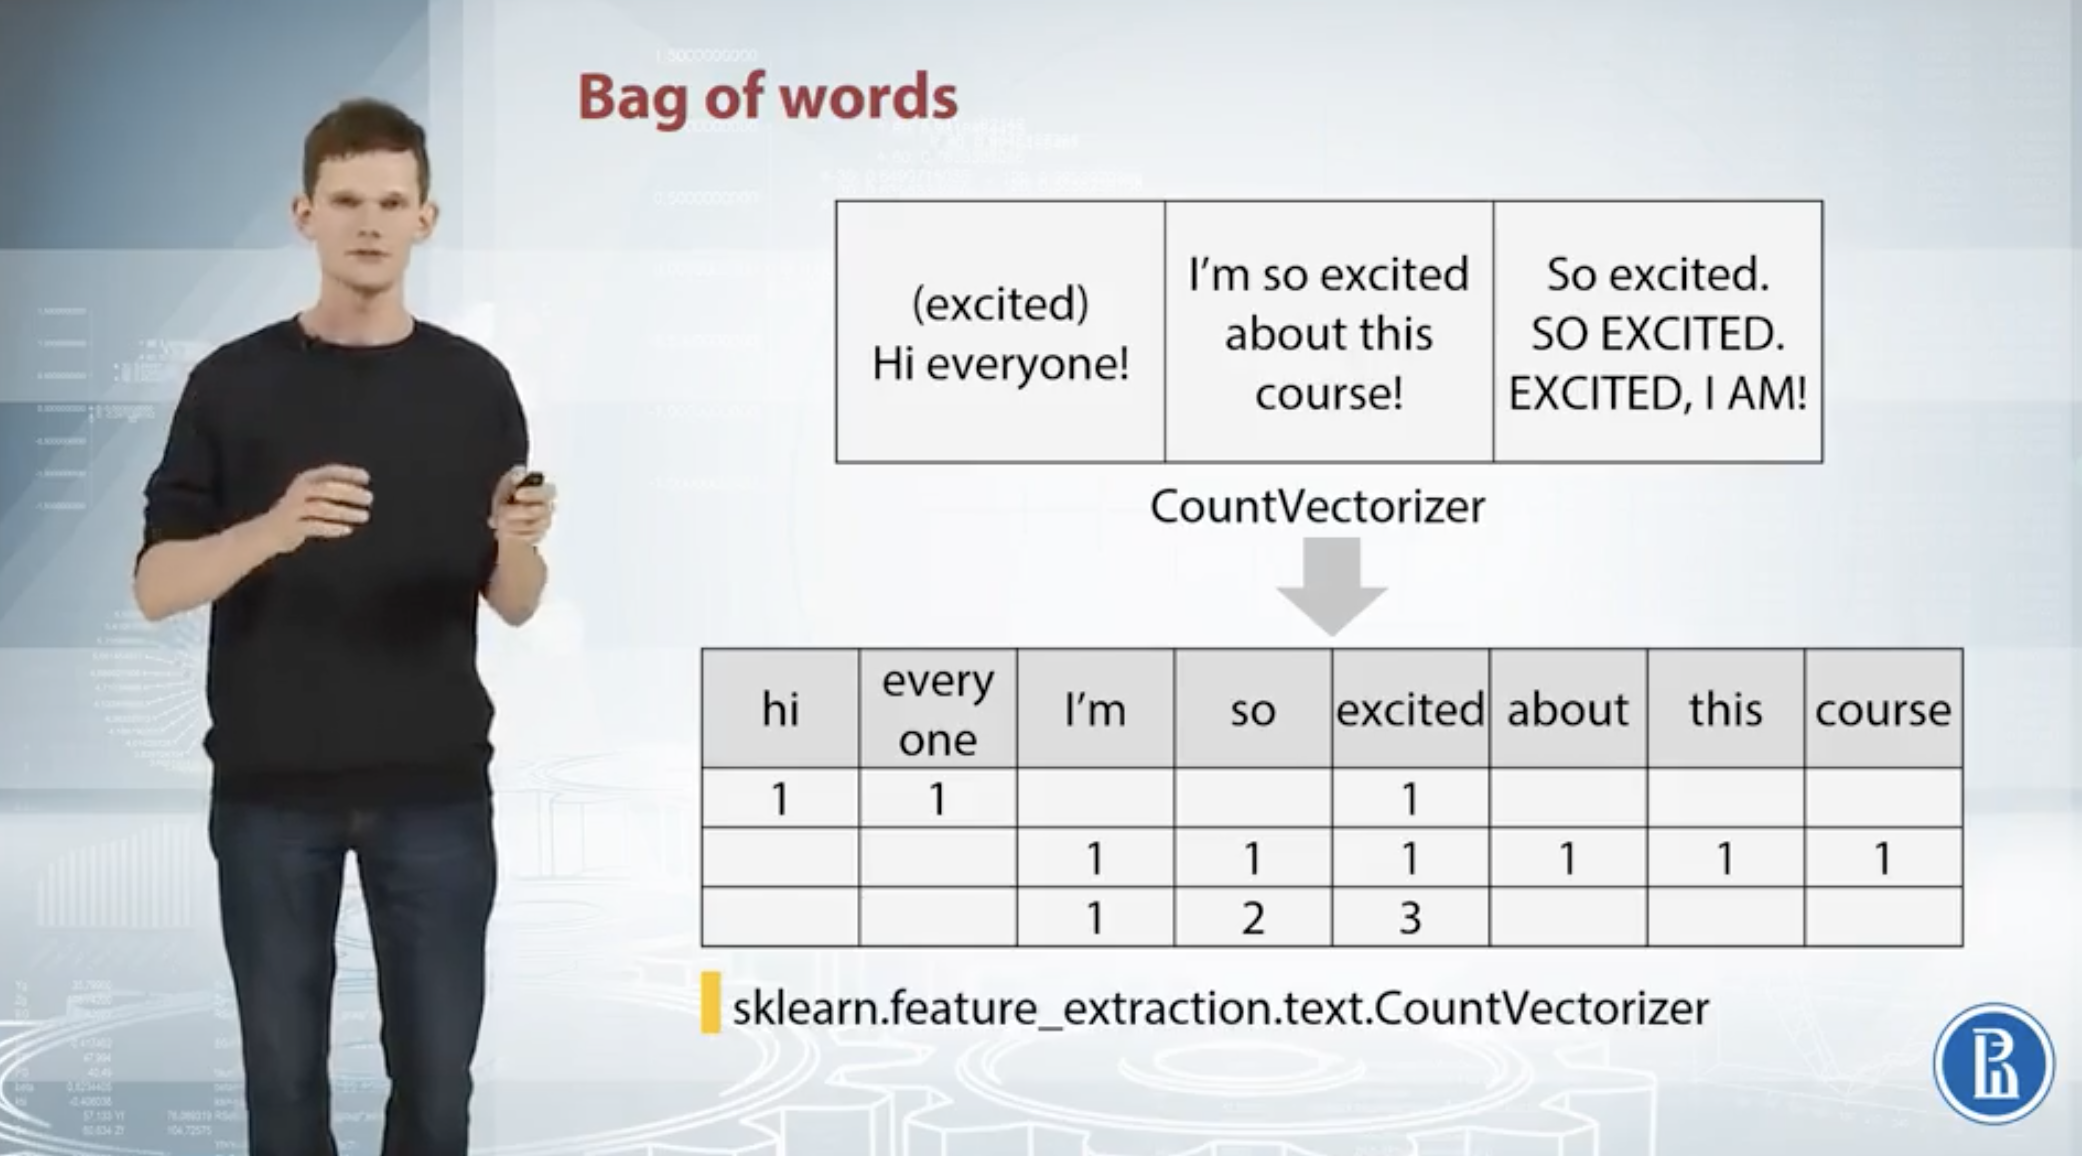 Bag of words
(excited)
Hi everyone!
I'm so excited
about this
course!
So excited.
SO EXCITED.
EXCITED, I AM!
CountVectorizer
hi
every
one
I'm
so
excited
about
this
course
1 1 1
1 1 1 1 1 1
1 2 3
sklearn.feature_extraction.text.CountVectorizer